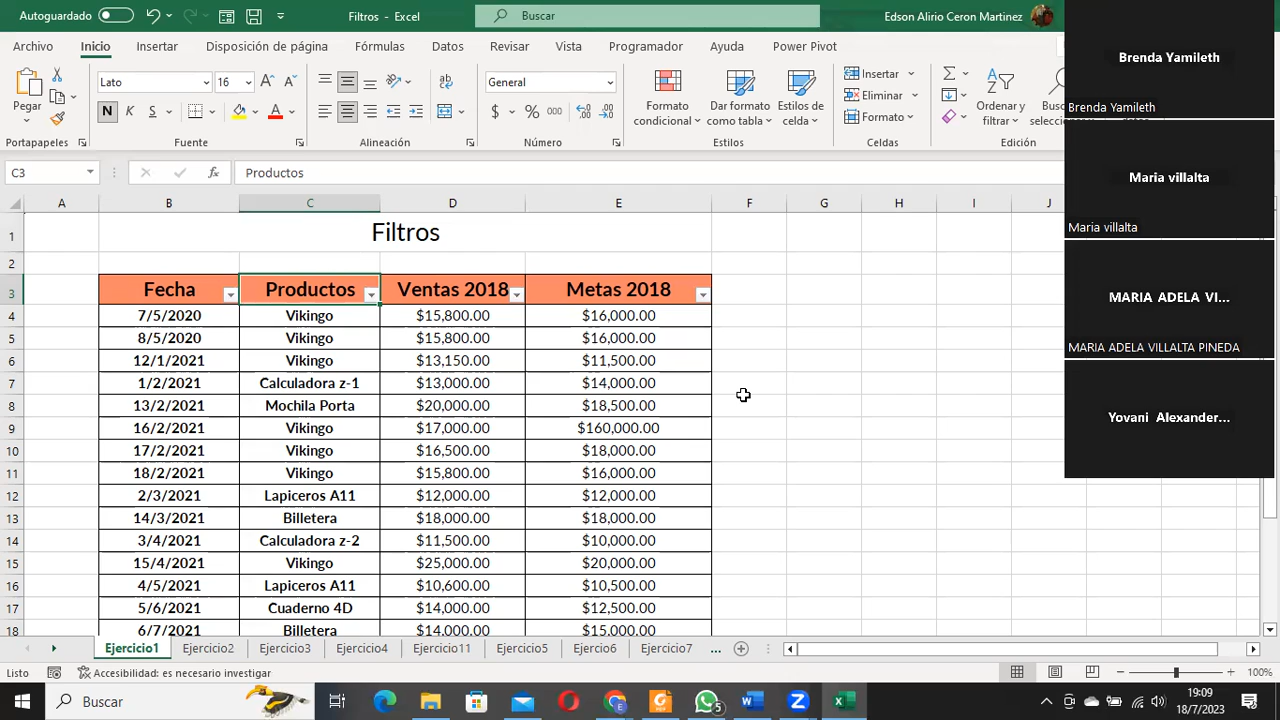 Autoguardado
Filtros - Excel
Buscar
Edson Alirio Ceron Martinez
Archivo Inicio Insertar Disposición de página Fórmulas Datos Revisar Vista Programador Ayuda Power Pivot
Pegar
Portapapeles
Lato 16
N K S
Fuente
Alineación
General
$ % 000
Número
Formato condicional
Dar formato como tabla
Estilos de celda
Estilos
Insertar
Eliminar
Formato
Celdas
Ordenar y filtrar
Edición
C3 fx Productos
A B C D E F G H I J
1 Filtros
2
3 Fecha Productos Ventas 2018 Metas 2018
4 7/5/2020 Vikingo $15,800.00 $16,000.00
5 8/5/2020 Vikingo $15,800.00 $16,000.00
6 12/1/2021 Vikingo $13,150.00 $11,500.00
7 1/2/2021 Calculadora z-1 $13,000.00 $14,000.00
8 13/2/2021 Mochila Porta $20,000.00 $18,500.00
9 16/2/2021 Vikingo $17,000.00 $160,000.00
10 17/2/2021 Vikingo $16,500.00 $18,000.00
11 18/2/2021 Vikingo $15,800.00 $16,000.00
12 2/3/2021 Lapiceros A11 $12,000.00 $12,000.00
13 14/3/2021 Billetera $18,000.00 $18,000.00
14 3/4/2021 Calculadora z-2 $11,500.00 $10,000.00
15 15/4/2021 Vikingo $25,000.00 $20,000.00
16 4/5/2021 Lapiceros A11 $10,600.00 $10,500.00
17 5/6/2021 Cuaderno 4D $14,000.00 $12,500.00
18 6/7/2021 Billetera $14,000.00 $15,000.00
Ejercicio1 Ejercicio2 Ejercicio3 Ejercicio4 Ejercicio11 Ejercicio5 Ejercio6 Ejercicio7 ...
Listo Accesibilidad: es necesario investigar 100%
Buscar
5
19:09
18/7/2023
Brenda Yamileth
Brenda Yamileth
Maria villalta
Maria villalta
MARIA ADELA VI...
MARIA ADELA VILLALTA PINEDA
Yovani Alexander...